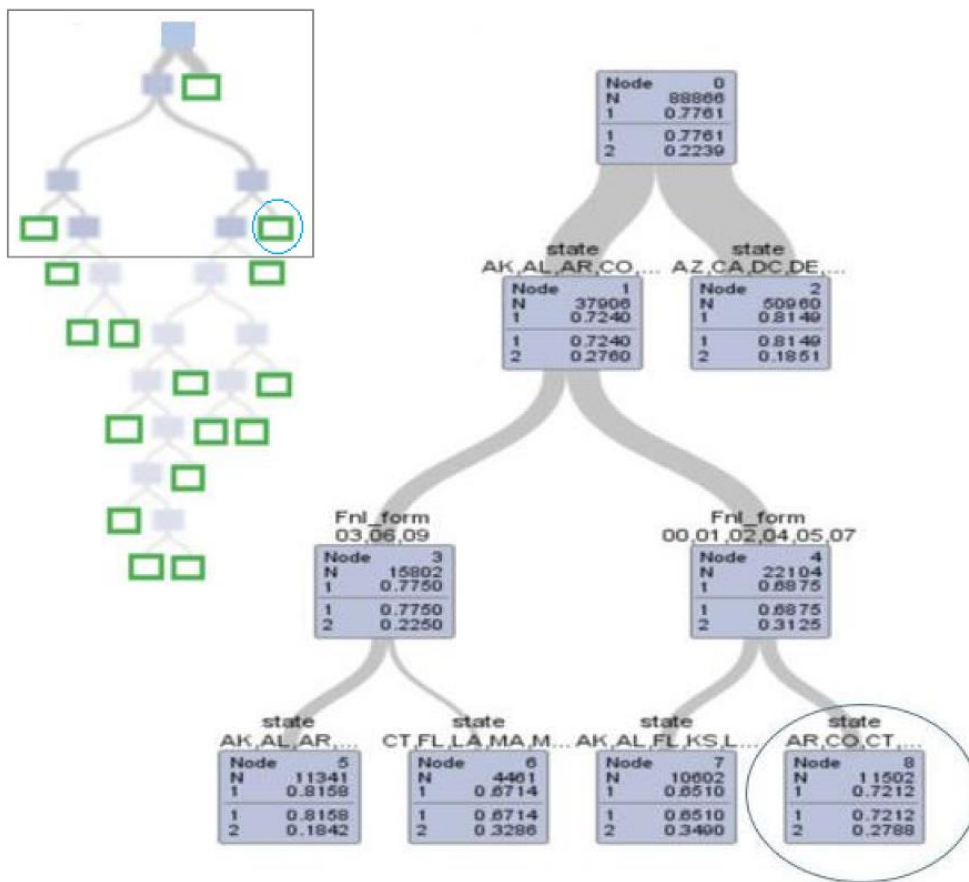 Node 0
N 88866
1 0.7761
1 0.7761
2 0.2239
state
AK,AL,AR,CO,...
Node 1
N 37906
1 0.7240
1 0.7240
2 0.2760
state
AZ,CA,DC,DE,...
Node 2
N 50960
1 0.8149
1 0.8149
2 0.1851
Fnl_form
03,06,09
Node 3
N 15802
1 0.7750
1 0.7750
2 0.2250
Fnl_form
00,01,02,04,05,07
Node 4
N 22104
1 0.6875
1 0.6875
2 0.3125
state
AK,AL,AR,...
Node 5
N 11341
1 0.8158
1 0.8158
2 0.1842
state
CT,FL,LA,MA,M...
Node 6
N 4461
1 0.6714
1 0.6714
2 0.3286
state
AK,AL,FL,KS,L...
Node 7
N 10602
1 0.6510
1 0.6510
2 0.3490
state
AR,CO,CT,...
Node 8
N 11502
1 0.7212
1 0.7212
2 0.2788